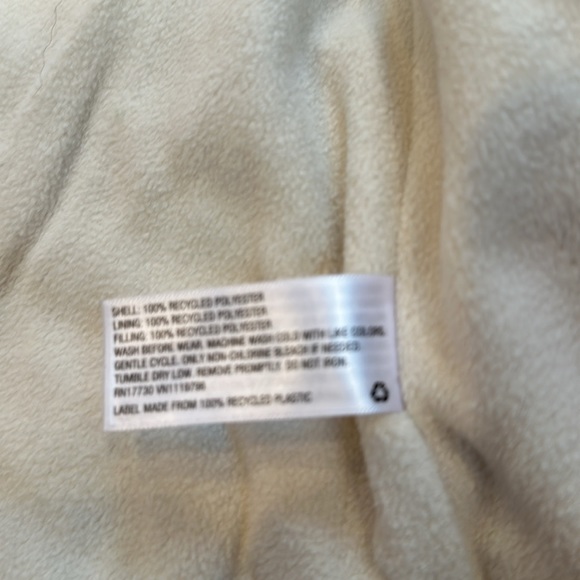 SHELL: 100% RECYCLED POLYESTER
LINING: 100% RECYCLED POLYESTER
FILLING: 100% RECYCLED POLYESTER
WASH BEFORE WEAR. MACHINE WASH COLD WITH LIKE COLORS.
GENTLE CYCLE. ONLY NON-CHLORINE BLEACH IF NEEDED.
TUMBLE DRY LOW. REMOVE PROMPTLY. DO NOT IRON.
RN17730 VN1119796
LABEL MADE FROM 100% RECYCLED PLASTIC